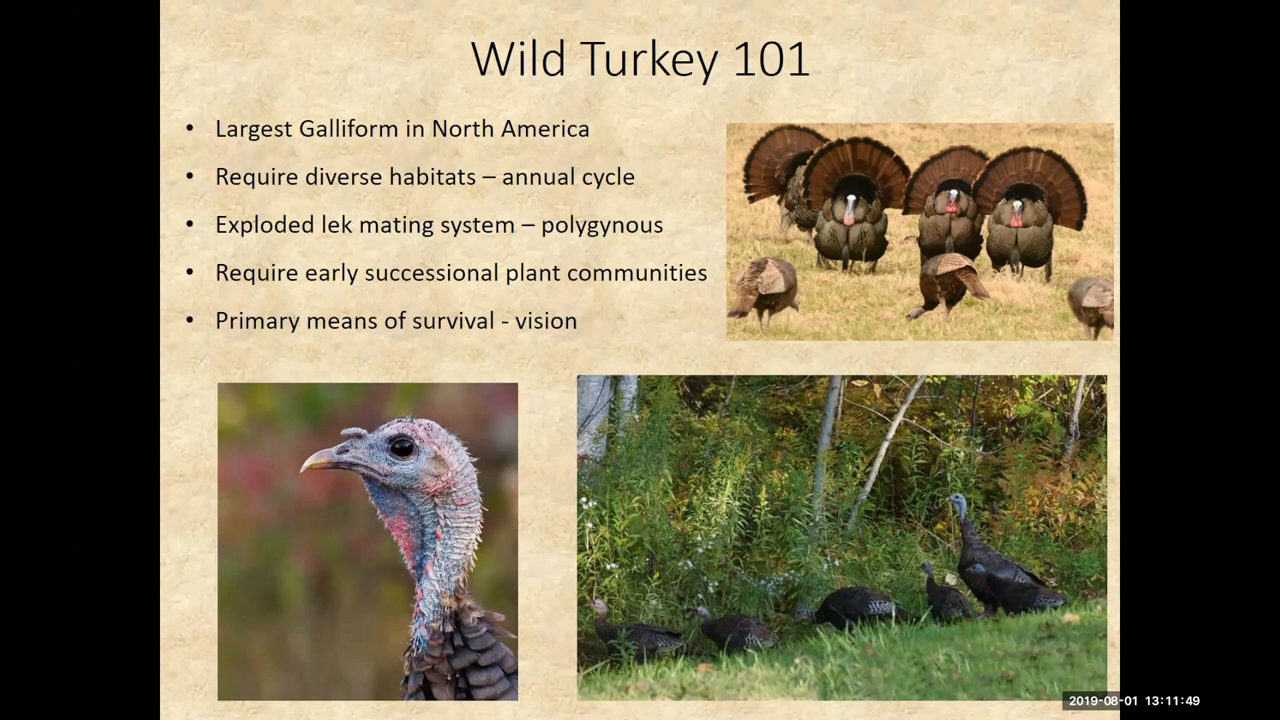 Wild Turkey 101
• Largest Galliform in North America
• Require diverse habitats – annual cycle
• Exploded lek mating system – polygynous
• Require early successional plant communities
• Primary means of survival - vision
2019-08-01 13:11:49